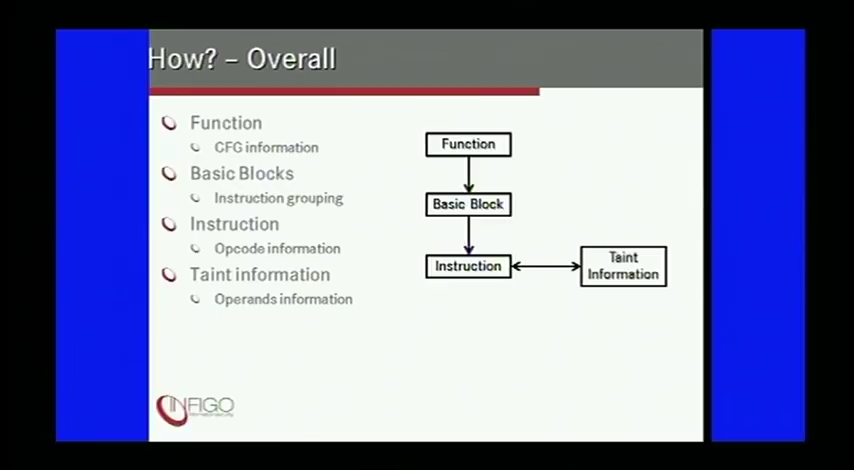 How? – Overall
Function
CFG information
Basic Blocks
Instruction grouping
Instruction
Opcode information
Taint information
Operands information
Function
Basic Block
Instruction
Taint
Information
INFIGO